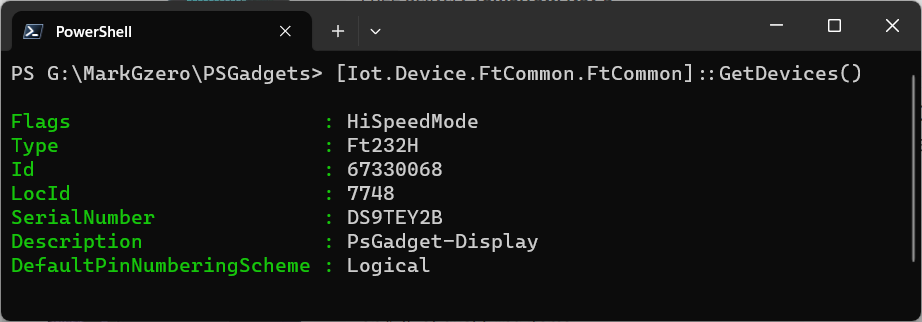 PowerShell
PS G:\MarkGzero\PSGadgets> [Iot.Device.FtCommon.FtCommon]::GetDevices()
Flags : HiSpeedMode
Type : Ft232H
Id : 67330068
LocId : 7748
SerialNumber : DS9TEY2B
Description : PsGadget-Display
DefaultPinNumberingScheme : Logical